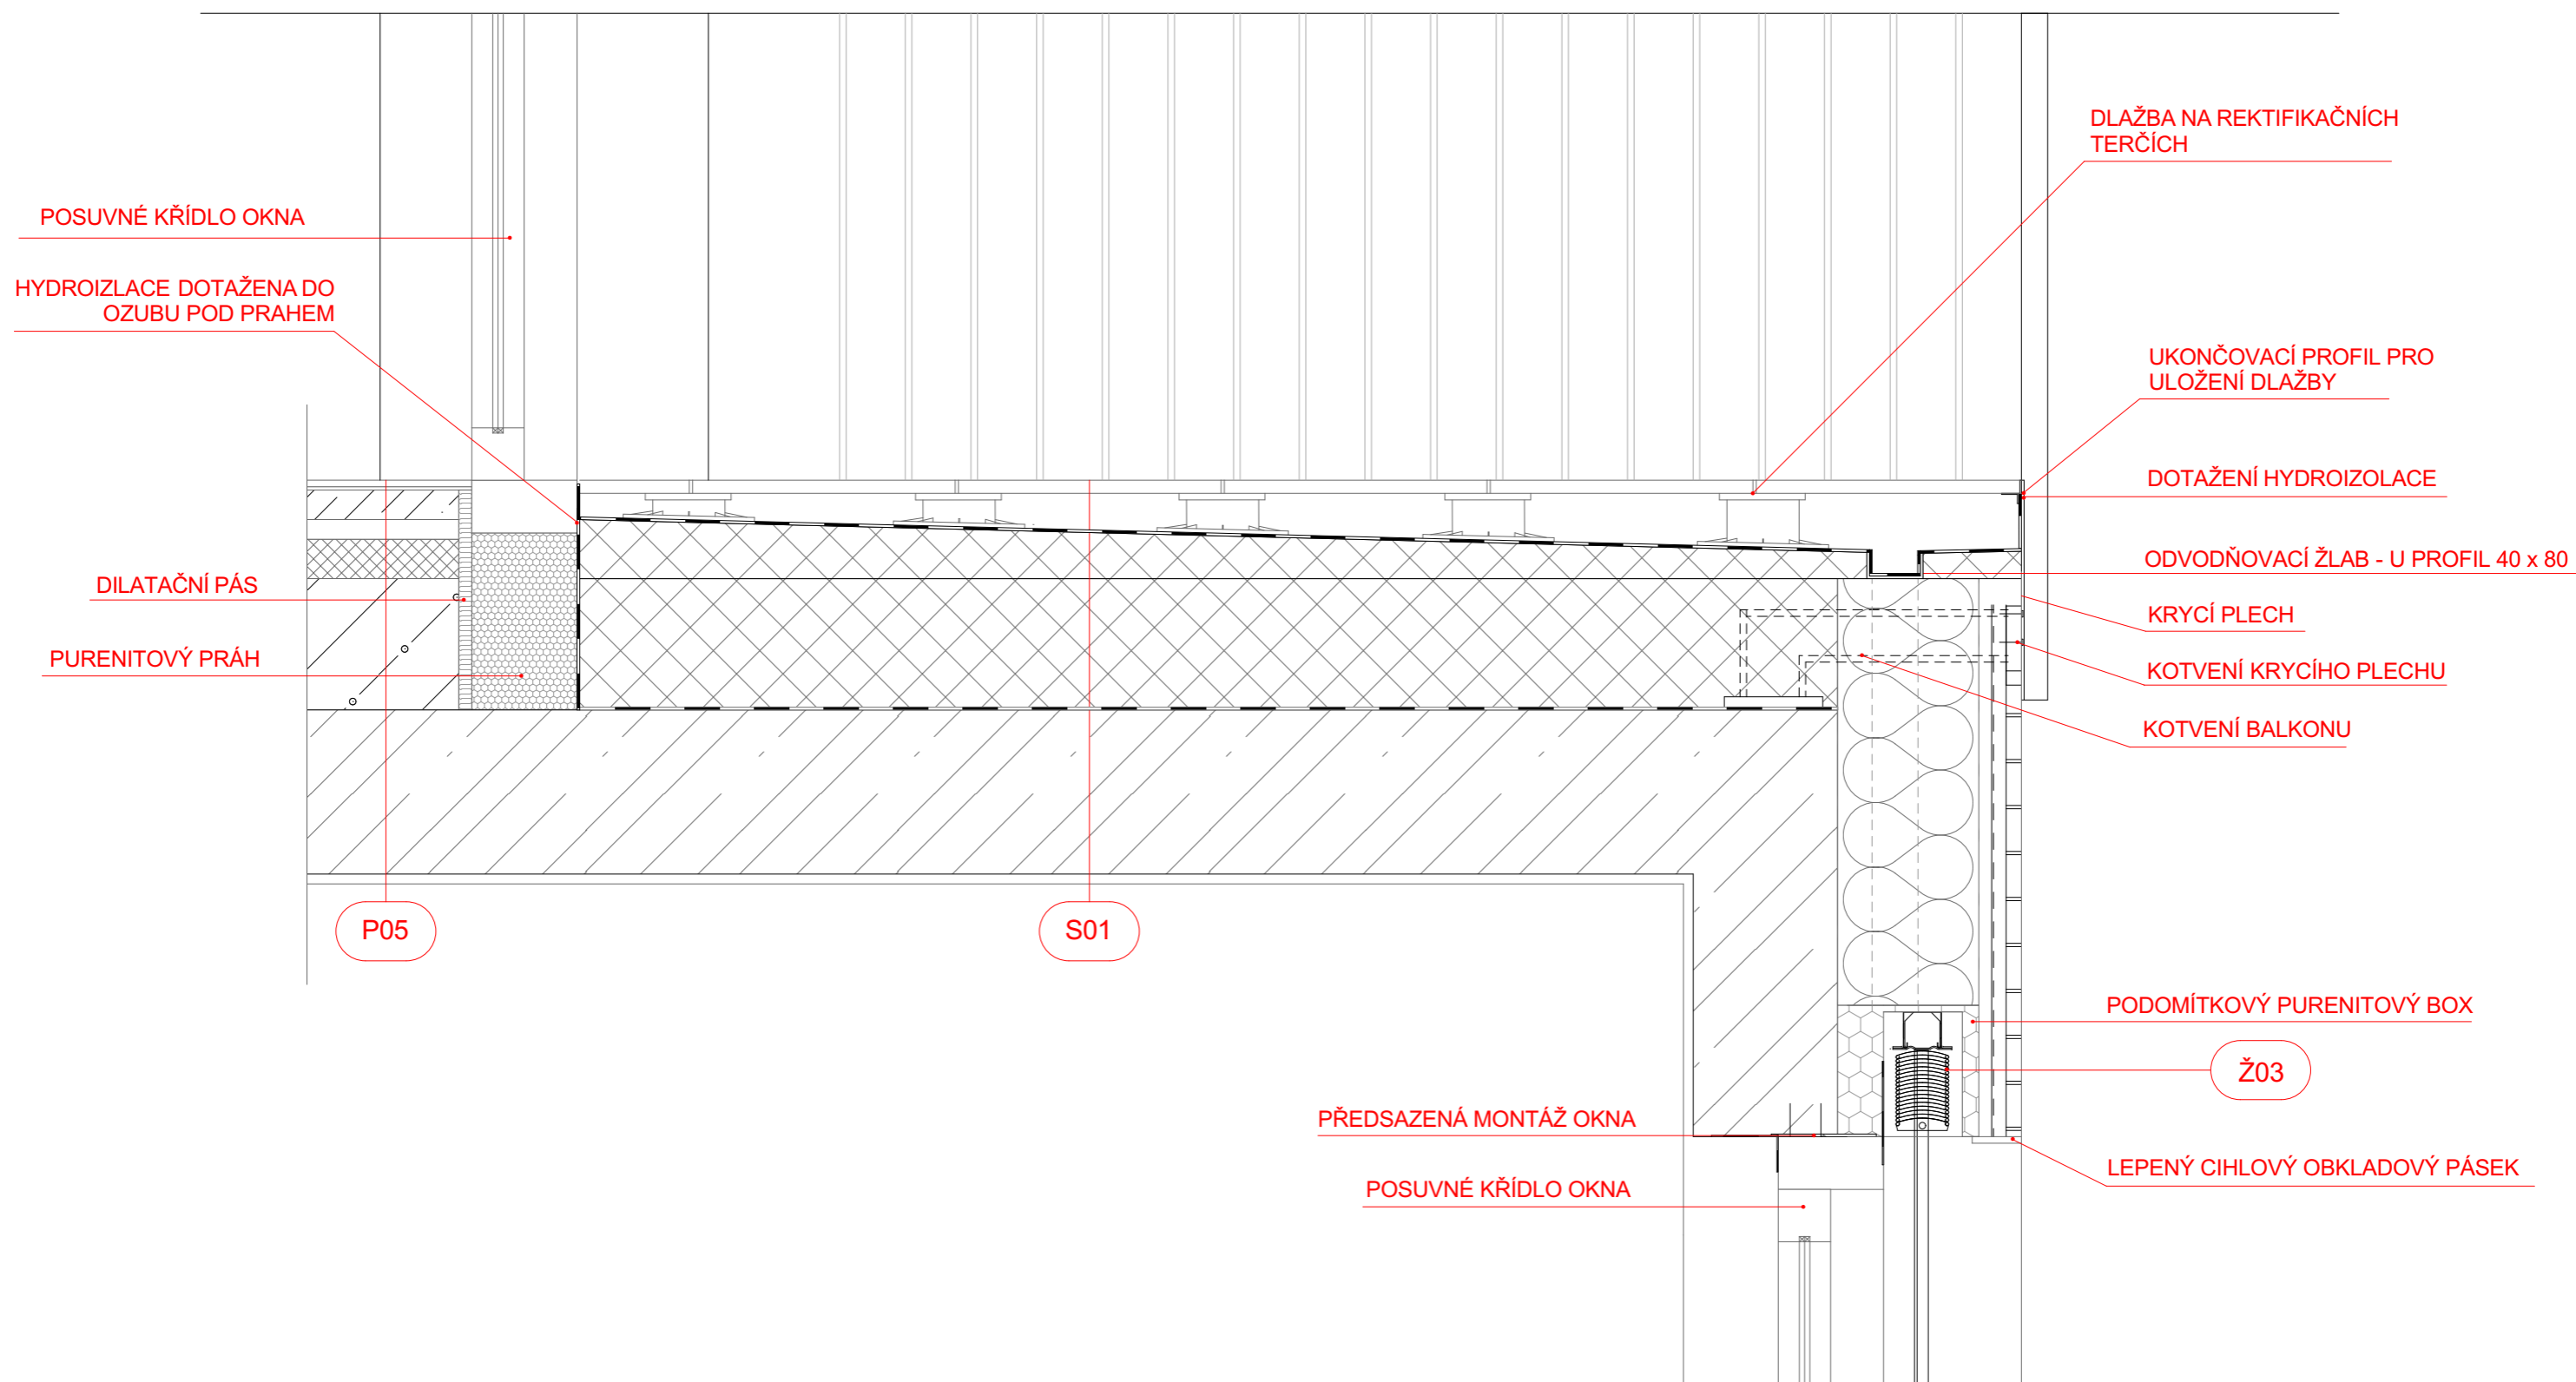 DLAŽBA NA REKTIFIKAČNÍCH
TERČÍCH
POSUVNÉ KŘÍDLO OKNA
HYDROIZLACE DOTAŽENA DO
OZUBU POD PRAHEM
UKONČOVACÍ PROFIL PRO
ULOŽENÍ DLAŽBY
DOTAŽENÍ HYDROIZOLACE
ODVODŇOVACÍ ŽLAB - U PROFIL 40 x 80
DILATAČNÍ PÁS
KRYCÍ PLECH
PURENITOVÝ PRÁH
KOTVENÍ KRYCÍHO PLECHU
KOTVENÍ BALKONU
P05
S01
PODOMÍTKOVÝ PURENITOVÝ BOX
Ž03
PŘEDSAZENÁ MONTÁŽ OKNA
LEPENÝ CIHLOVÝ OBKLADOVÝ PÁSEK
POSUVNÉ KŘÍDLO OKNA